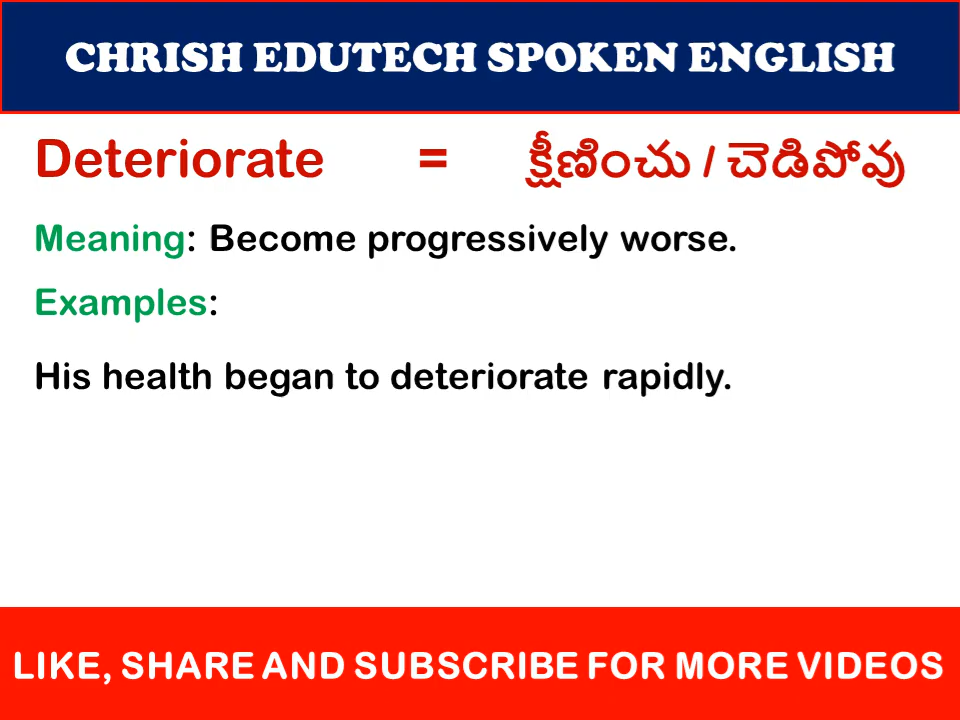 CHRISH EDUTECH SPOKEN ENGLISH
Deteriorate = క్షీణించు / చెడిపోవు
Meaning: Become progressively worse.
Examples:
His health began to deteriorate rapidly.
LIKE, SHARE AND SUBSCRIBE FOR MORE VIDEOS